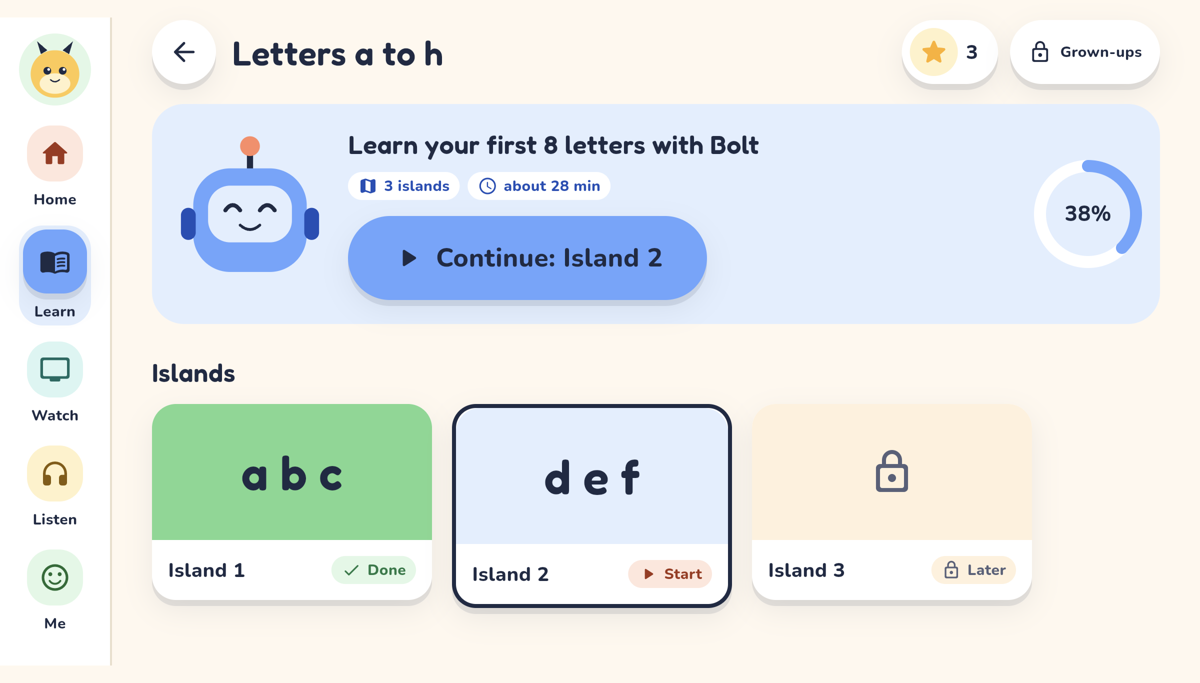 Letters a to h
3
Grown-ups
Home
Learn
Watch
Listen
Me
Learn your first 8 letters with Bolt
3 islands
about 28 min
Continue: Island 2
38%
Islands
a b c
Island 1
Done
d e f
Island 2
Start
Island 3
Later